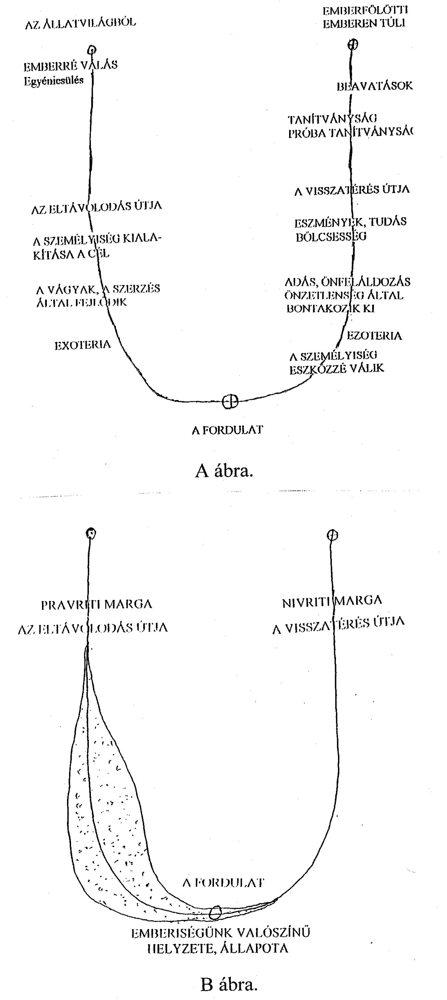 AZ ÁLLATVILÁGBÓL
EMBERRÉ VÁLÁS
Egyéniesülés
AZ ELTÁVOLODÁS ÚTJA
A SZEMÉLYISÉG KIALA-
KÍTÁSA A CÉL
A VÁGYAK, A SZERZÉS
ÁLTAL FEJLŐDIK
EXOTERIA
EMBERFÖLÖTTI
EMBEREN TÚLI
BEAVATÁSOK
TANÍTVÁNYSÁG
PRÓBA TANÍTVÁNYSÁG
A VISSZATÉRÉS ÚTJA
ESZMÉNYEK, TUDÁS
BÖLCSESSÉG
ADÁS, ÖNFELÁLDOZÁS
ÖNZETLENSÉG ÁLTAL
BONTAKOZIK KI
EZOTERIA
A SZEMÉLYISÉG
ESZKÖZZÉ VÁLIK
A FORDULAT
A ábra.
PRAVRITI MARGA
AZ ELTÁVOLODÁS ÚTJA
NIVRITI MARGA
A VISSZATÉRÉS ÚTJA
A FORDULAT
EMBERISÉGÜNK VALÓSZÍNŰ
HELYZETE, ÁLLAPOTA
B ábra.